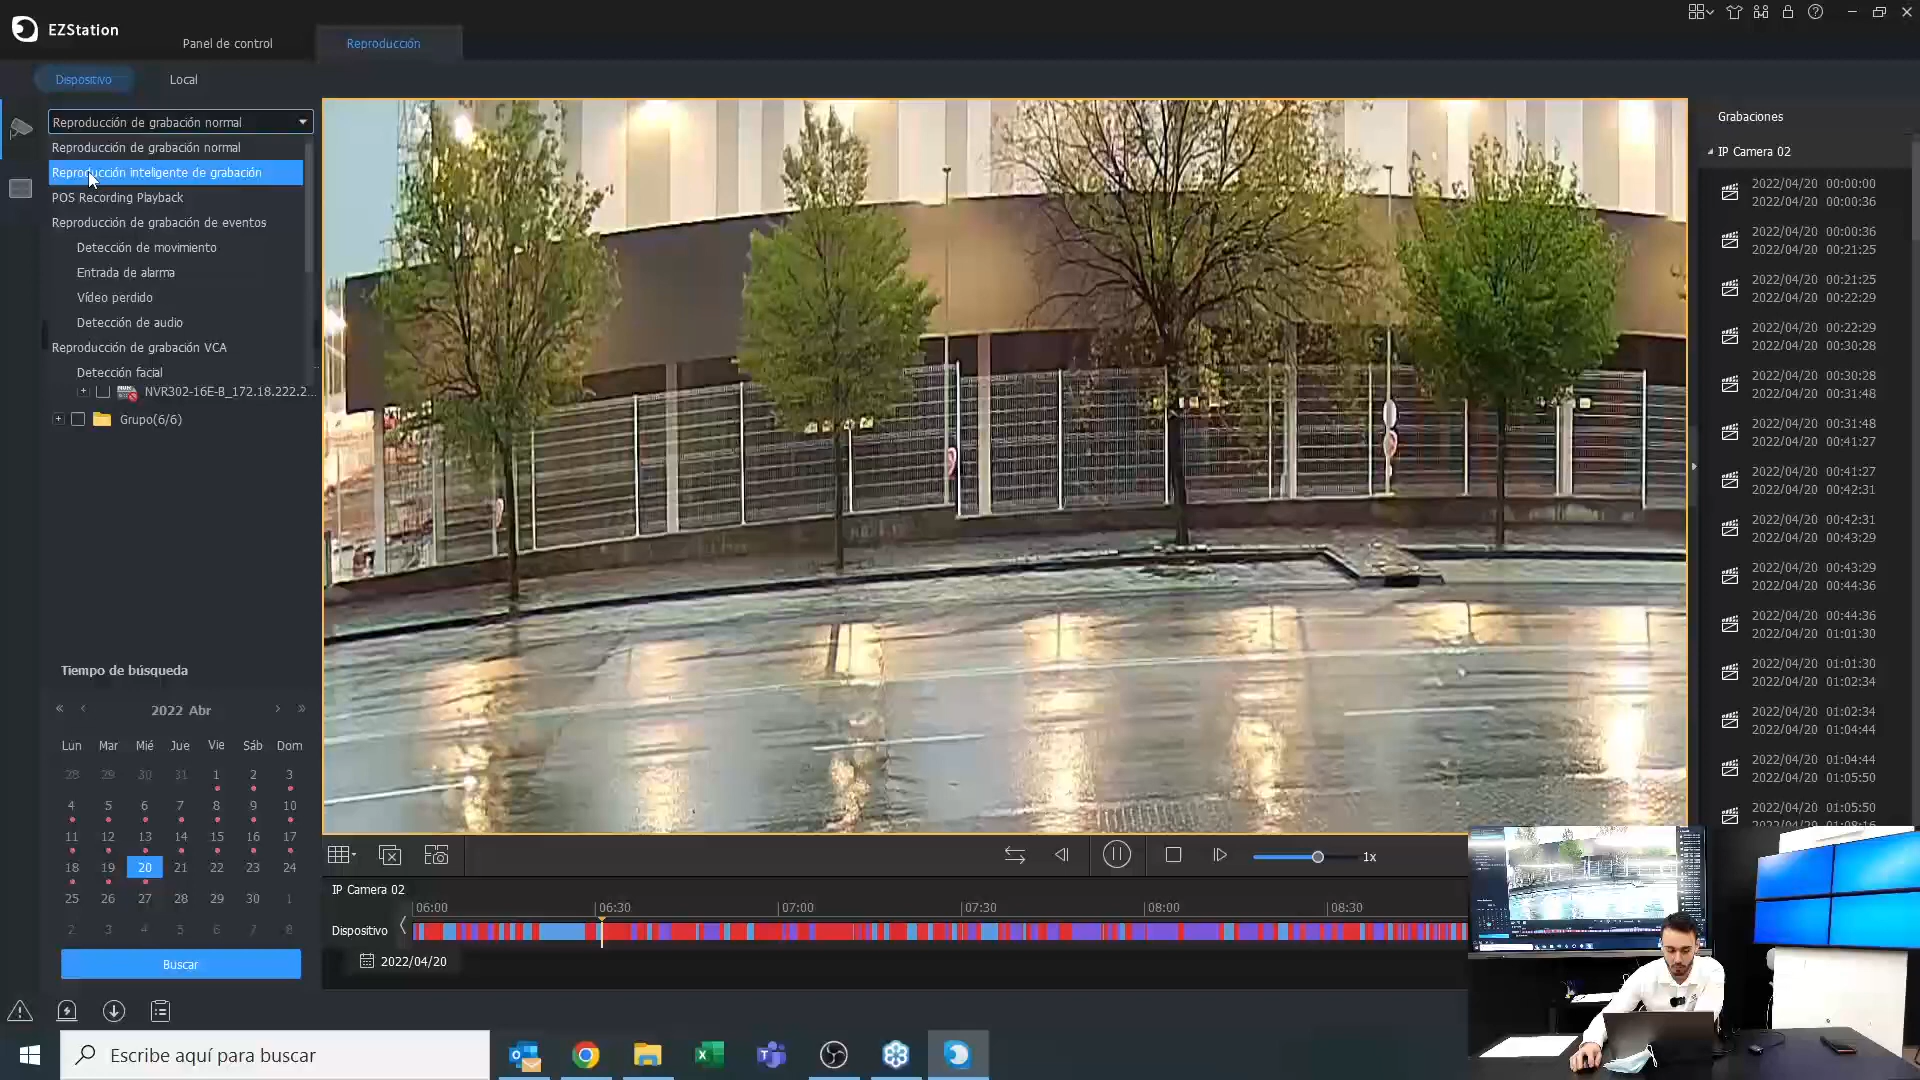 EZStation
Panel de control
Reproducción
Dispositivo
Local
Reproducción de grabación normal
Reproducción de grabación normal
Reproducción inteligente de grabación
POS Recording Playback
Reproducción de grabación de eventos
Detección de movimiento
Entrada de alarma
Vídeo perdido
Detección de audio
Reproducción de grabación VCA
Detección facial
NVR302-16E-B_172.18.222.2...
Grupo(6/6)
Tiempo de búsqueda
2022 Abr
Lun Mar Mié Jue Vie Sáb Dom
28 29 30 31 1 2 3
4 5 6 7 8 9 10
11 12 13 14 15 16 17
18 19 20 21 22 23 24
25 26 27 28 29 30 1
2 3 4 5 6 7 8
Buscar
1x
IP Camera 02
06:00 06:30 07:00 07:30 08:00 08:30
Dispositivo
2022/04/20
Grabaciones
IP Camera 02
2022/04/20 00:00:00
2022/04/20 00:00:36
2022/04/20 00:00:36
2022/04/20 00:21:25
2022/04/20 00:21:25
2022/04/20 00:22:29
2022/04/20 00:22:29
2022/04/20 00:30:28
2022/04/20 00:30:28
2022/04/20 00:31:48
2022/04/20 00:31:48
2022/04/20 00:41:27
2022/04/20 00:41:27
2022/04/20 00:42:31
2022/04/20 00:42:31
2022/04/20 00:43:29
2022/04/20 00:43:29
2022/04/20 00:44:36
2022/04/20 00:44:36
2022/04/20 01:01:30
2022/04/20 01:01:30
2022/04/20 01:02:34
2022/04/20 01:02:34
2022/04/20 01:04:44
2022/04/20 01:04:44
2022/04/20 01:05:50
2022/04/20 01:05:50
Escribe aquí para buscar